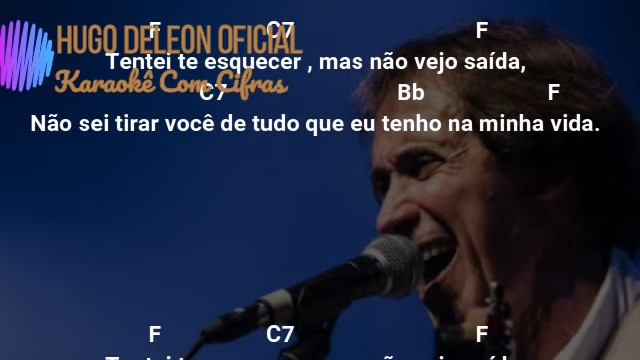 HUGO DELEON OFICIAL
Karaokê Com Cifras
F C7 F
Tentei te esquecer , mas não vejo saída,
C7 Bb F
Não sei tirar você de tudo que eu tenho na minha vida.
F C7 F